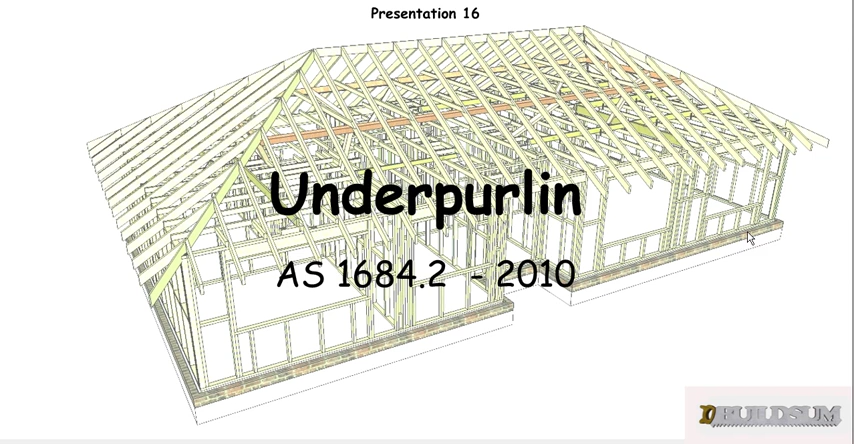 Presentation 16
Underpurlin
AS 1684.2 - 2010
BUILDSUM